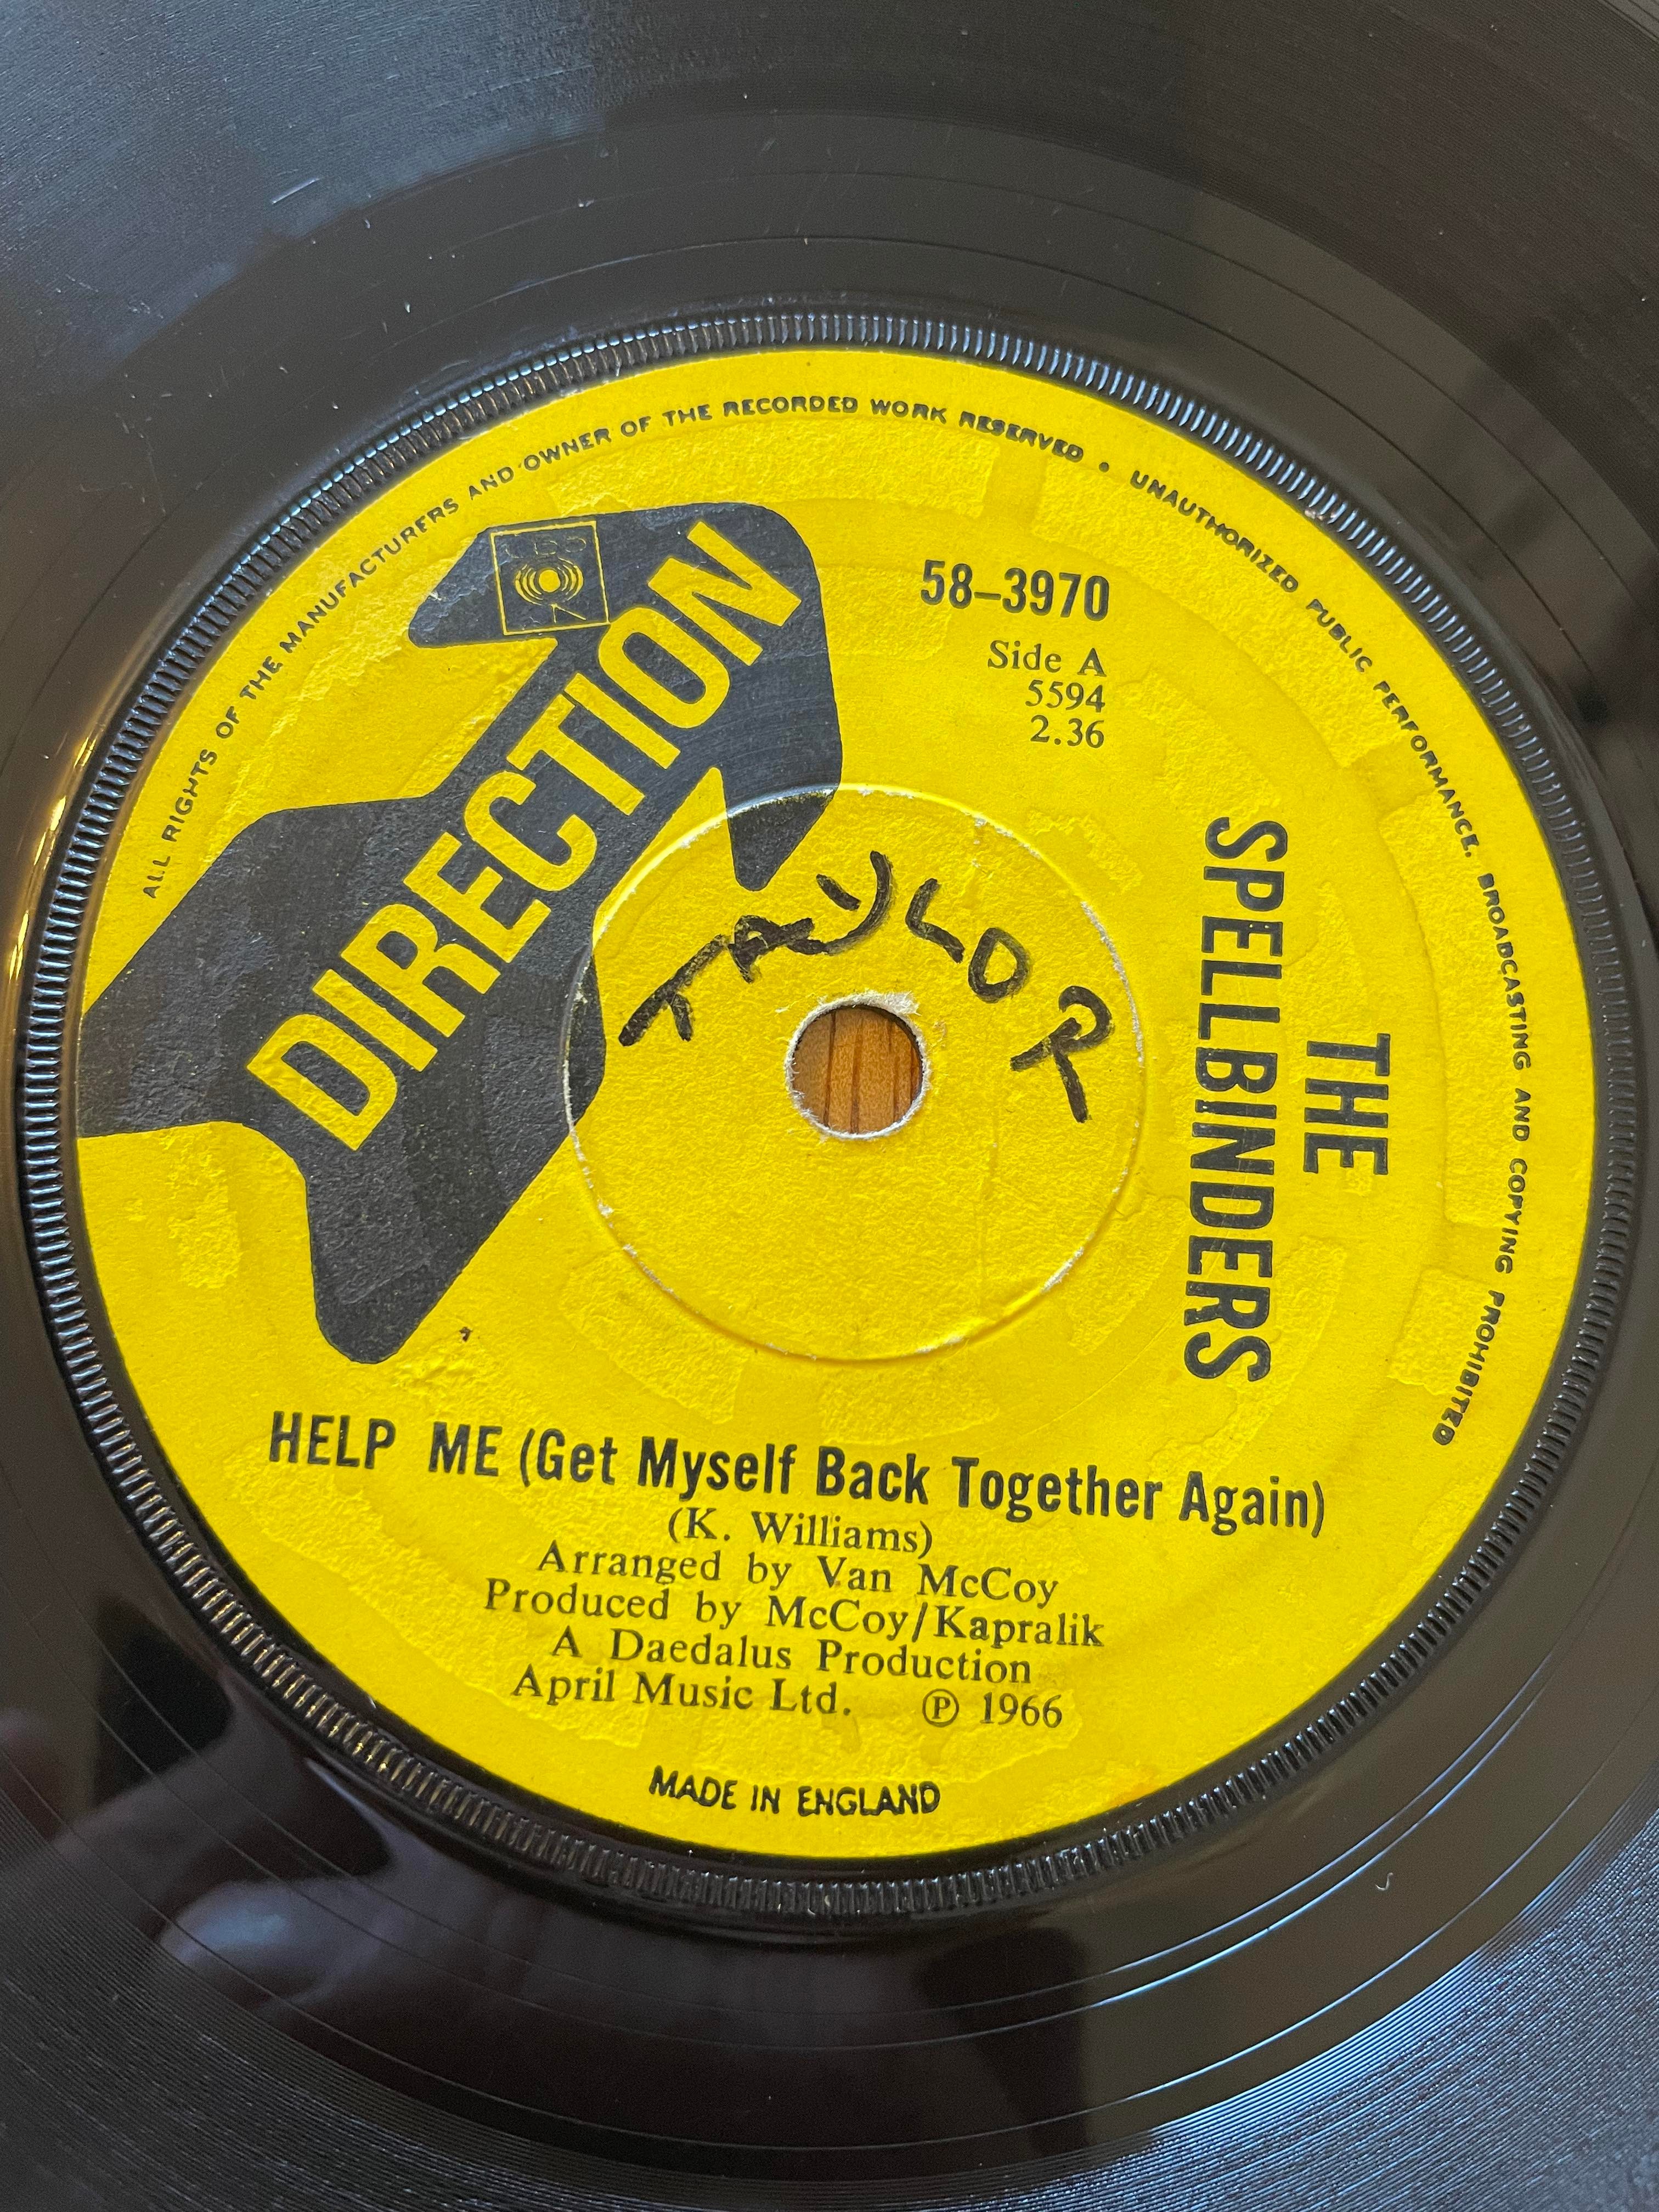 ALL RIGHTS OF THE MANUFACTURERS AND OWNER OF THE RECORDED WORK RESERVED • UNAUTHORIZED PUBLIC PERFORMANCE, BROADCASTING AND COPYING PROHIBITED
CBS
DIRECTION
58-3970
Side A
5594
2.36
TAYLOR
THE
SPELLBINDERS
HELP ME (Get Myself Back Together Again)
(K. Williams)
Arranged by Van McCoy
Produced by McCoy/Kapralik
A Daedalus Production
April Music Ltd. Ⓟ 1966
MADE IN ENGLAND